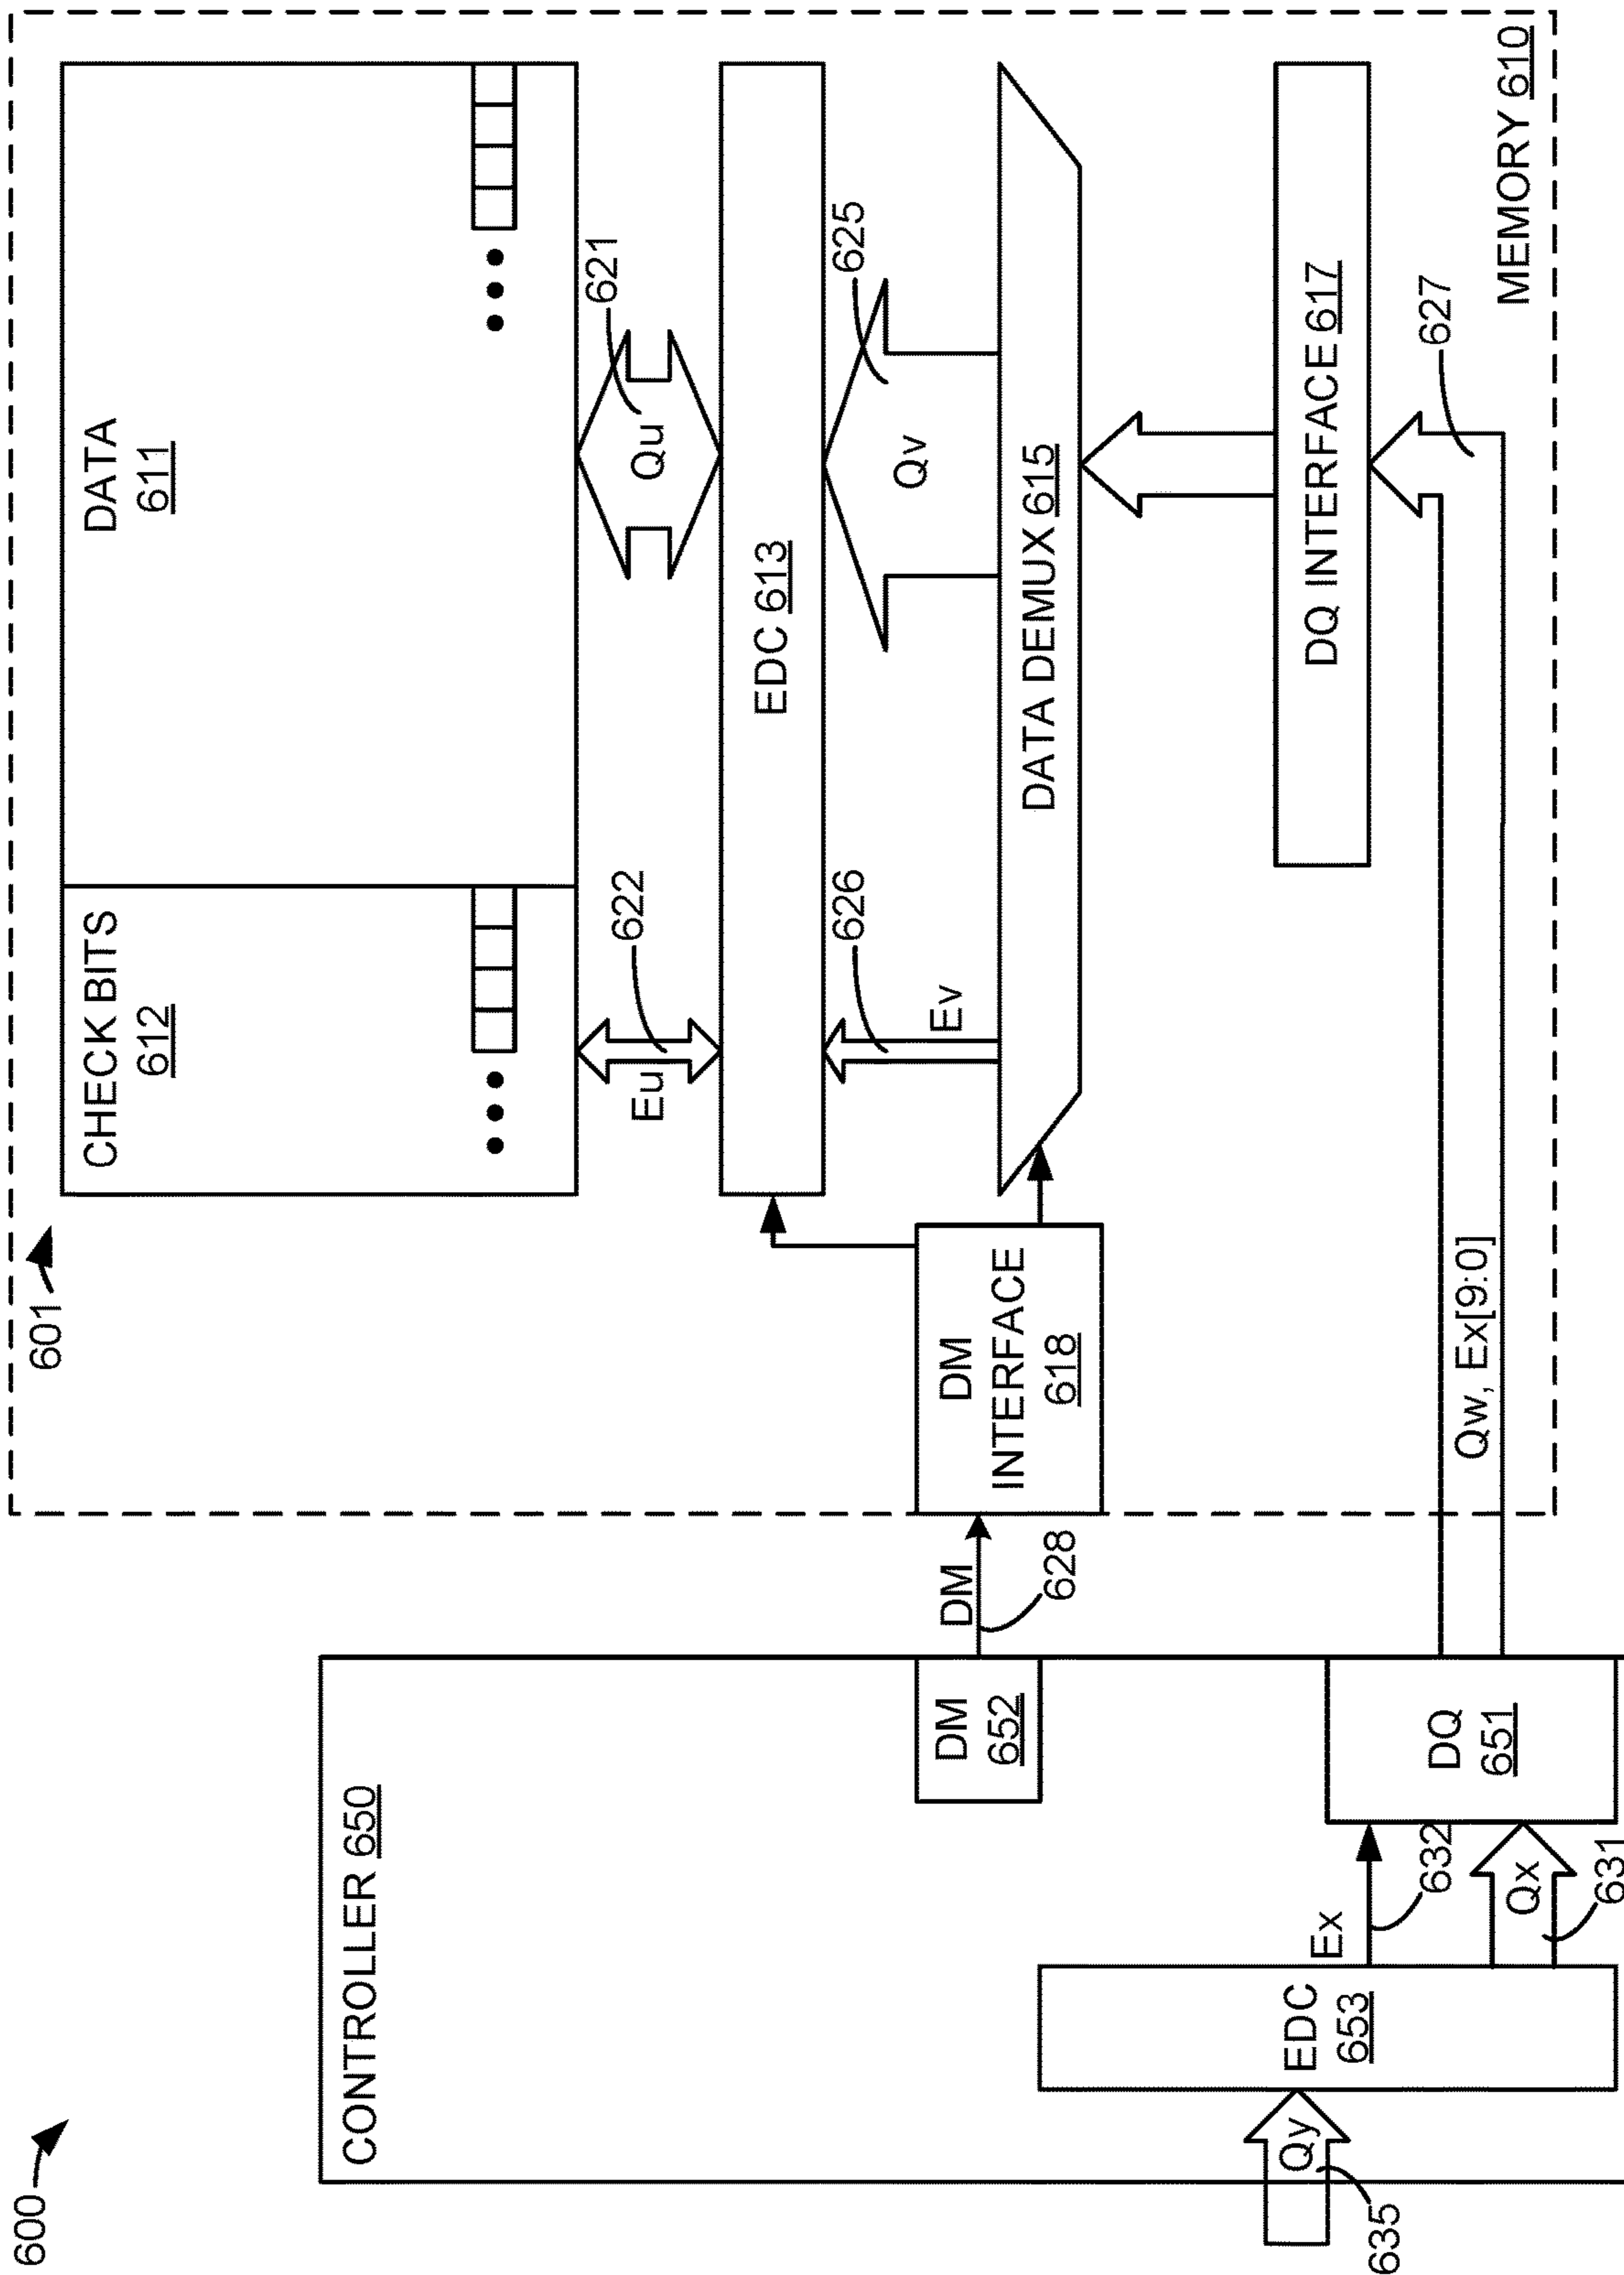 600
CONTROLLER 650
Qy
635
EDC
653
Ex
632
Qx
631
DM
652
DQ
651
DM
628
Qw, Ex[9:0]
601
CHECK BITS
612
DATA
611
Eu
622
Qu
621
EDC 613
Ev
626
Qv
625
DM
INTERFACE
618
DATA DEMUX 615
DQ INTERFACE 617
627
MEMORY 610